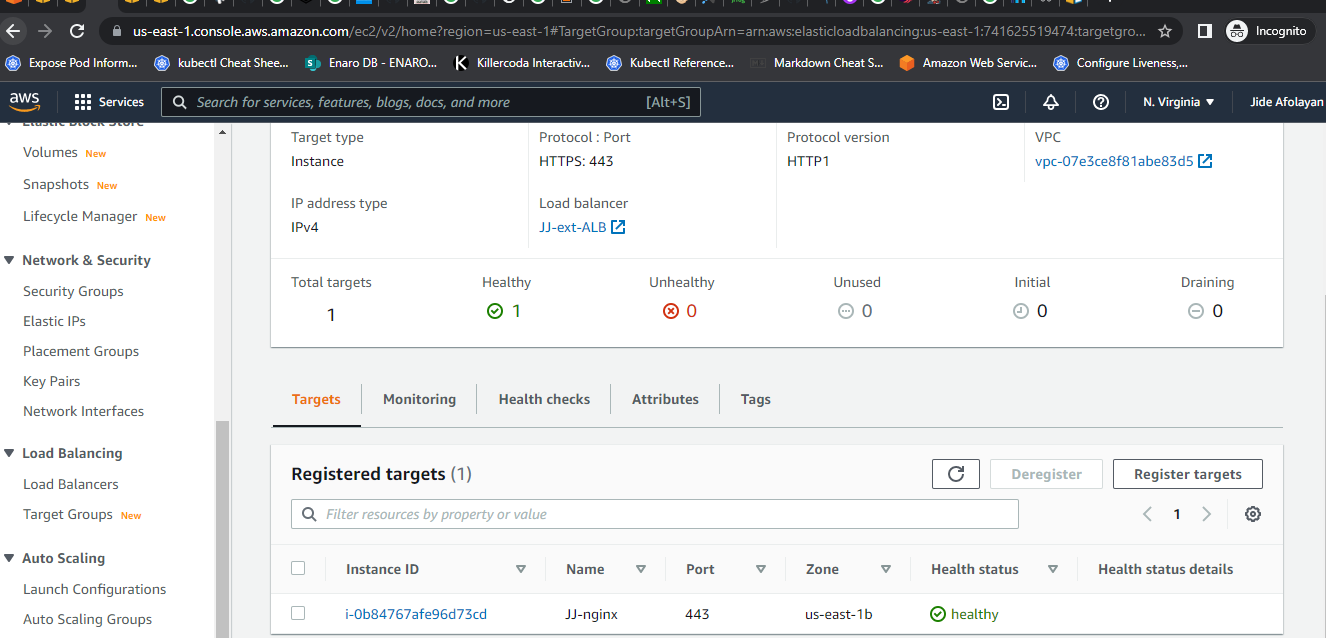 us-east-1.console.aws.amazon.com/ec2/v2/home?region=us-east-1#TargetGroup:targetGroupArn=arn:aws:elasticloadbalancing:us-east-1:741625519474:targetgro...
Incognito
Expose Pod Inform... kubectl Cheat Shee... Enaro DB - ENARO... Killercoda Interactiv... Kubectl Reference... Markdown Cheat S... Amazon Web Servic... Configure Liveness,...
aws Services Search for services, features, blogs, docs, and more [Alt+S] N. Virginia Jide Afolayan
Elastic Block Store
Volumes New
Snapshots New
Lifecycle Manager New
Network & Security
Security Groups
Elastic IPs
Placement Groups
Key Pairs
Network Interfaces
Load Balancing
Load Balancers
Target Groups New
Auto Scaling
Launch Configurations
Auto Scaling Groups
Target type
Instance
Protocol : Port
HTTPS: 443
Protocol version
HTTP1
VPC
vpc-07e3ce8f81abe83d5
IP address type
IPv4
Load balancer
JJ-ext-ALB
Total targets
1
Healthy
1
Unhealthy
0
Unused
0
Initial
0
Draining
0
Targets Monitoring Health checks Attributes Tags
Registered targets (1)
Deregister Register targets
Filter resources by property or value
1
Instance ID Name Port Zone Health status Health status details
i-0b84767afe96d73cd JJ-nginx 443 us-east-1b healthy